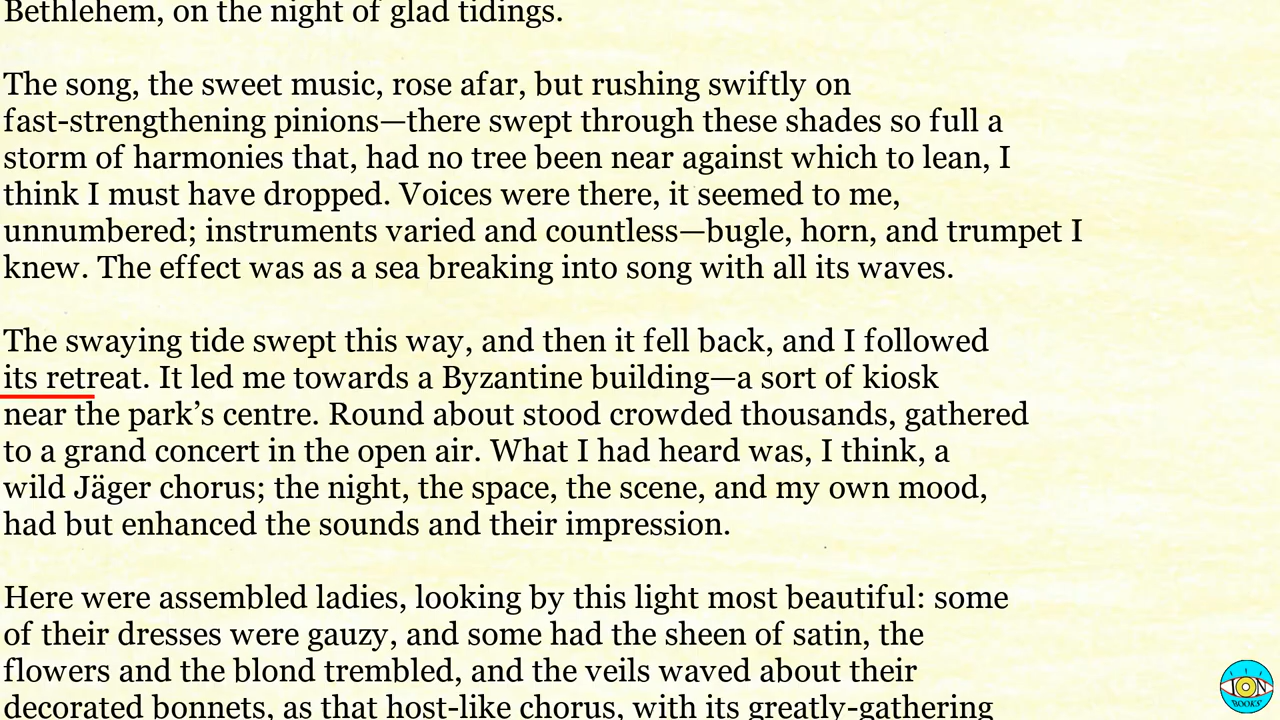 Bethlehem, on the night of glad tidings.
The song, the sweet music, rose afar, but rushing swiftly on
fast-strengthening pinions—there swept through these shades so full a
storm of harmonies that, had no tree been near against which to lean, I
think I must have dropped. Voices were there, it seemed to me,
unnumbered; instruments varied and countless—bugle, horn, and trumpet I
knew. The effect was as a sea breaking into song with all its waves.
The swaying tide swept this way, and then it fell back, and I followed
its retreat. It led me towards a Byzantine building—a sort of kiosk
near the park’s centre. Round about stood crowded thousands, gathered
to a grand concert in the open air. What I had heard was, I think, a
wild Jäger chorus; the night, the space, the scene, and my own mood,
had but enhanced the sounds and their impression.
Here were assembled ladies, looking by this light most beautiful: some
of their dresses were gauzy, and some had the sheen of satin, the
flowers and the blond trembled, and the veils waved about their
decorated bonnets, as that host-like chorus, with its greatly-gathering
ION
BOOKS